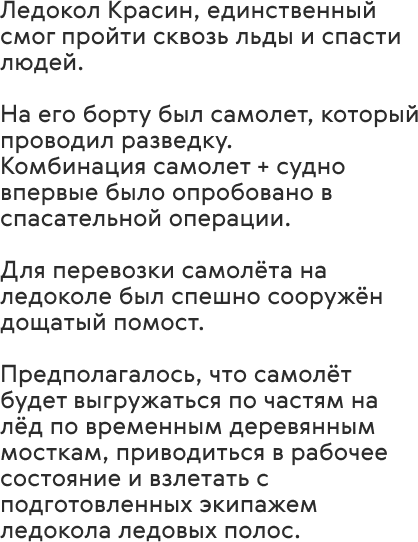 Ледокол Красин, единственный
смог пройти сквозь льды и спасти
людей.

На его борту был самолет, который
проводил разведку.
Комбинация самолет + судно
впервые было опробовано в
спасательной операции.

Для перевозки самолёта на
ледоколе был спешно сооружён
дощатый помост.

Предполагалось, что самолёт
будет выгружаться по частям на
лёд по временным деревянным
мосткам, приводиться в рабочее
состояние и взлетать с
подготовленных экипажем
ледокола ледовых полос.